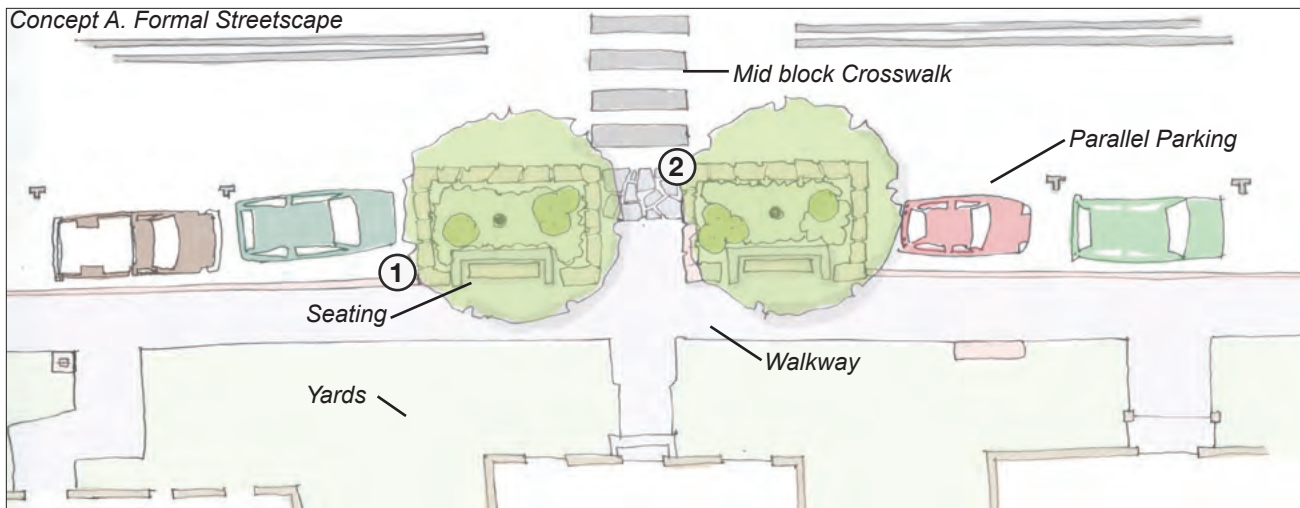 Concept A. Formal Streetscape
Mid block Crosswalk
Parallel Parking
2
1
Seating
Walkway
Yards